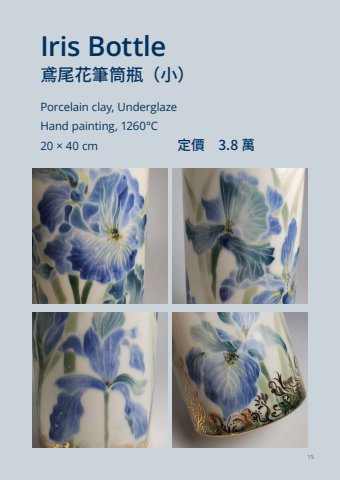 Iris Bottle
鳶尾花筆筒瓶（小）
Porcelain clay, Underglaze
Hand painting, 1260°C
20 × 40 cm
定價 3.8 萬
15